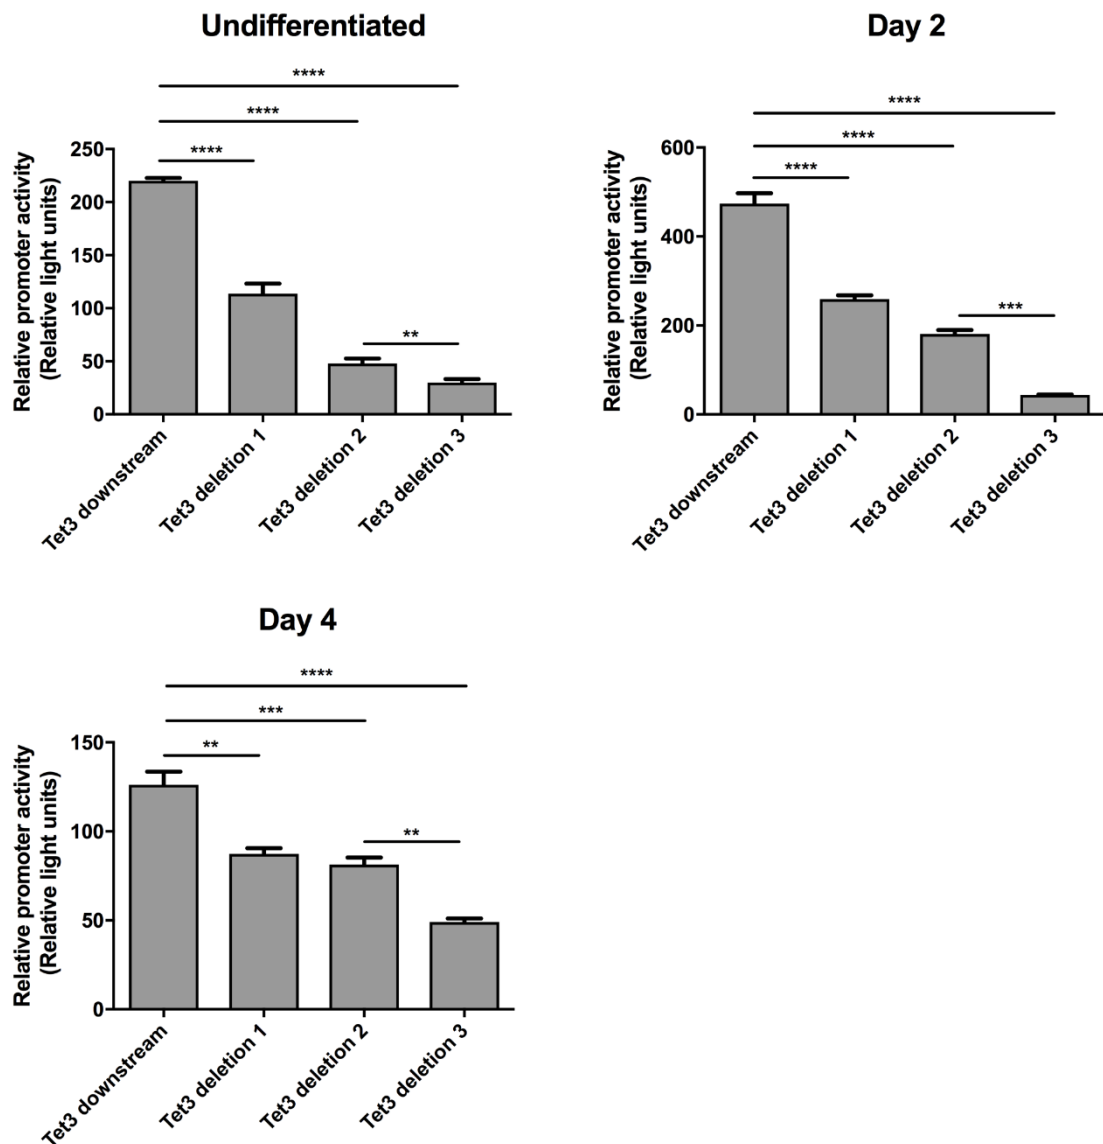 Undifferentiated
****
****
****
**
Relative promoter activity
(Relative light units)
250
200
150
100
50
0
Tet3 downstream
Tet3 deletion 1
Tet3 deletion 2
Tet3 deletion 3
Day 2
****
****
****
***
Relative promoter activity
(Relative light units)
600
400
200
0
Tet3 downstream
Tet3 deletion 1
Tet3 deletion 2
Tet3 deletion 3
Day 4
****
***
**
**
Relative promoter activity
(Relative light units)
150
100
50
0
Tet3 downstream
Tet3 deletion 1
Tet3 deletion 2
Tet3 deletion 3